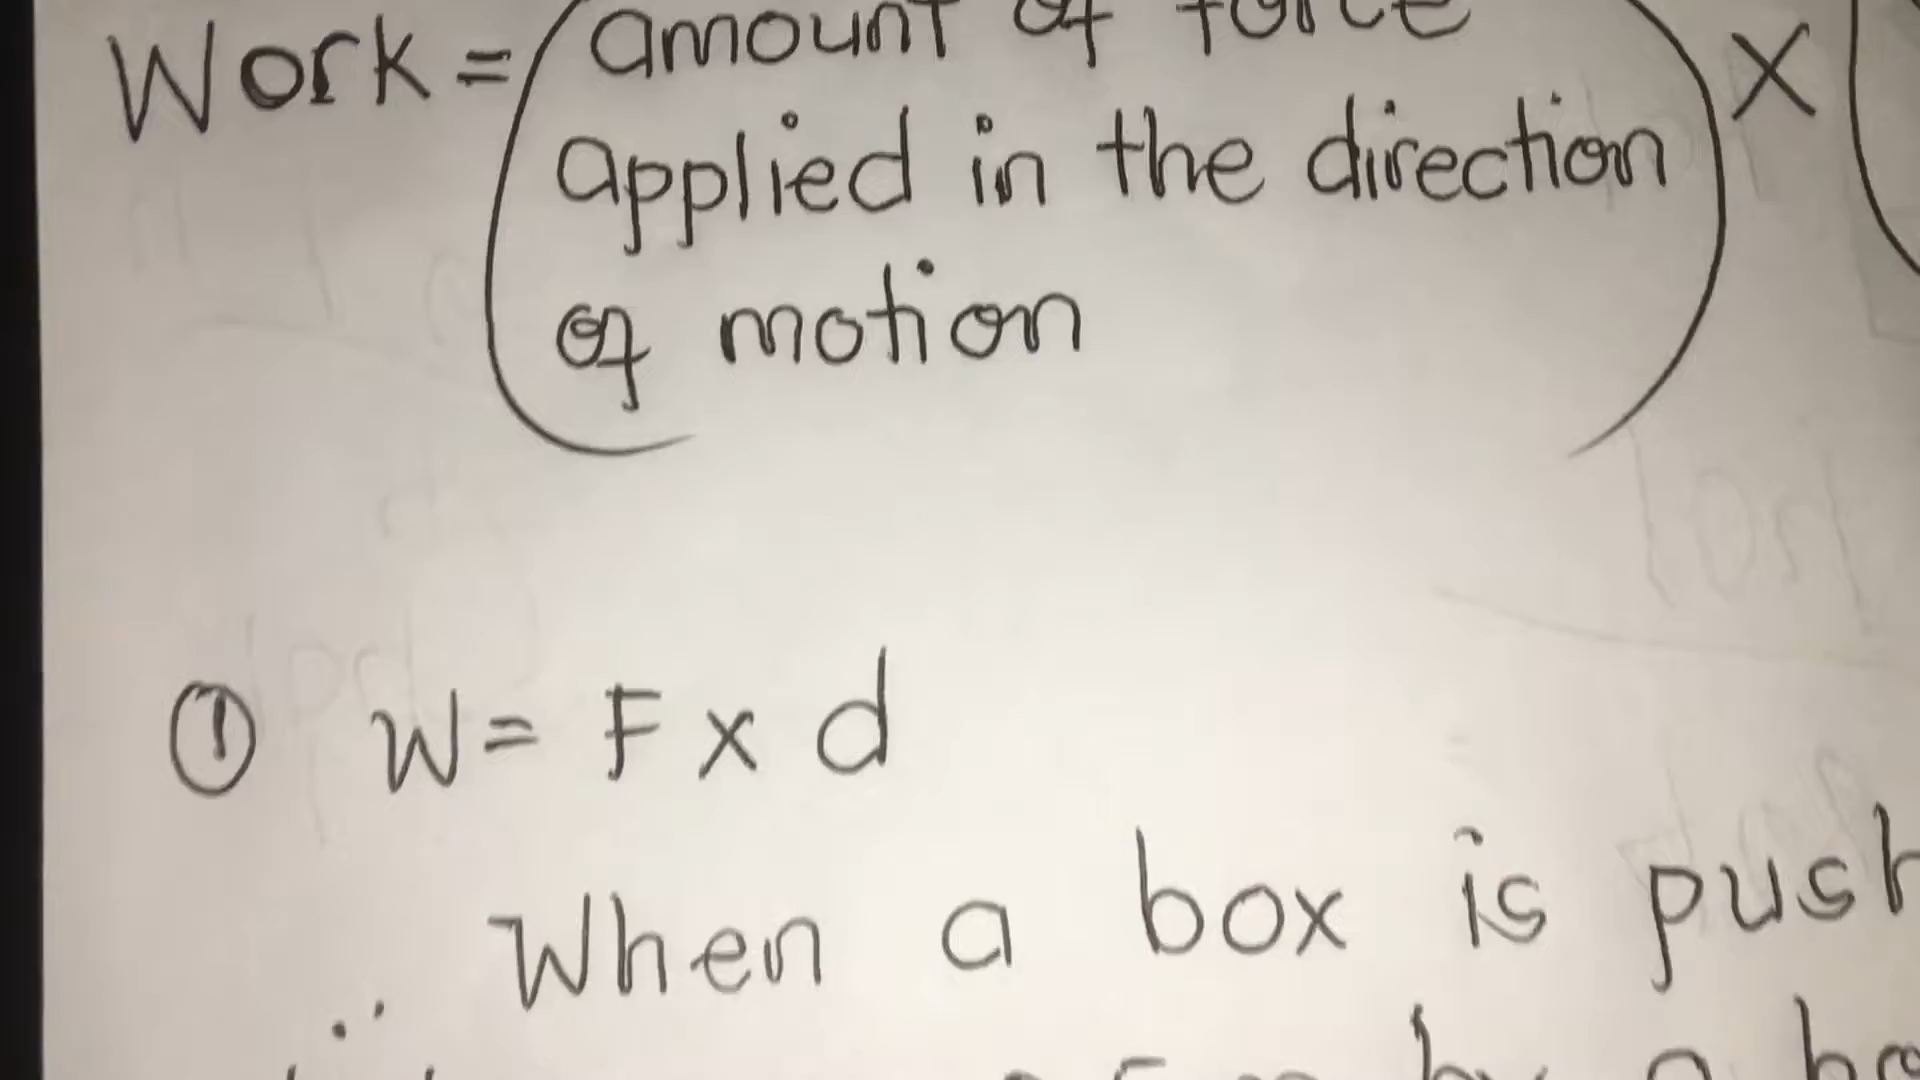 Work = ( amount of force ) × (
applied in the direction
of motion
① W = F x d
When a box is push